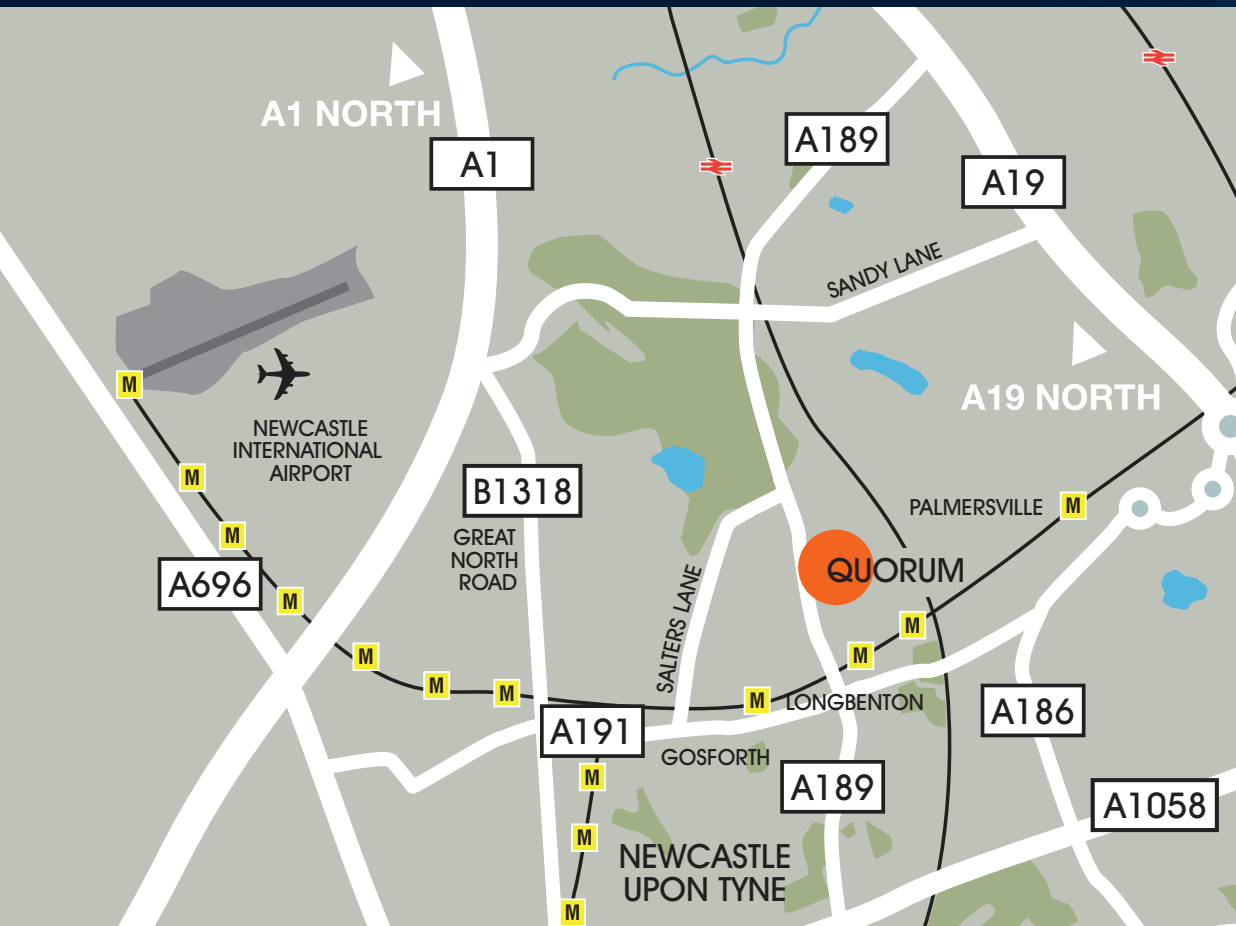 A1 NORTH
A189
A1
A19
SANDY LANE
A19 NORTH
M
NEWCASTLE
INTERNATIONAL
AIRPORT
M
B1318
PALMERSVILLE
M
M
GREAT
NORTH
ROAD
QUORUM
A696
M
SALTERS LANE
M
M
M
M
M
M
LONGBENTON
A186
A191
GOSFORTH
M
A189
A1058
M
NEWCASTLE
UPON TYNE
M